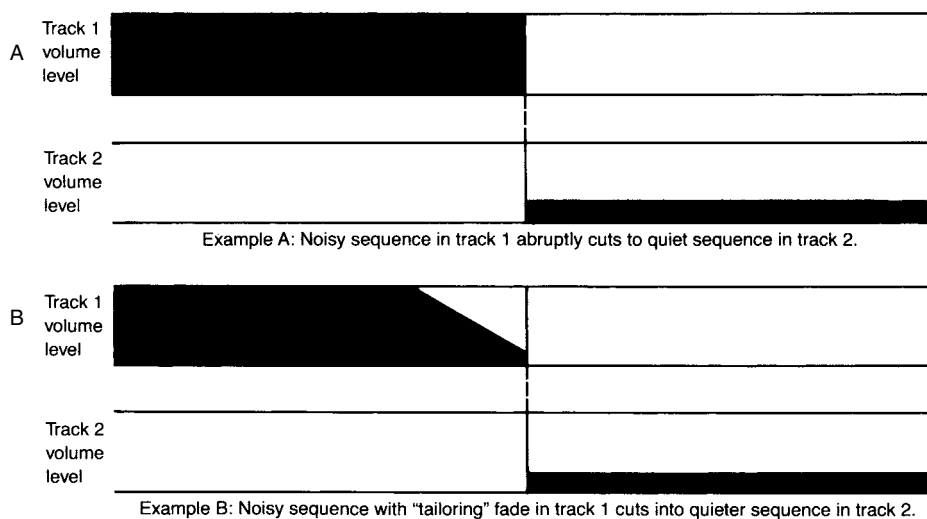 A
Track 1
volume
level
Track 2
volume
level
Example A: Noisy sequence in track 1 abruptly cuts to quiet sequence in track 2.
B
Track 1
volume
level
Track 2
volume
level
Example B: Noisy sequence with “tailoring” fade in track 1 cuts into quieter sequence in track 2.